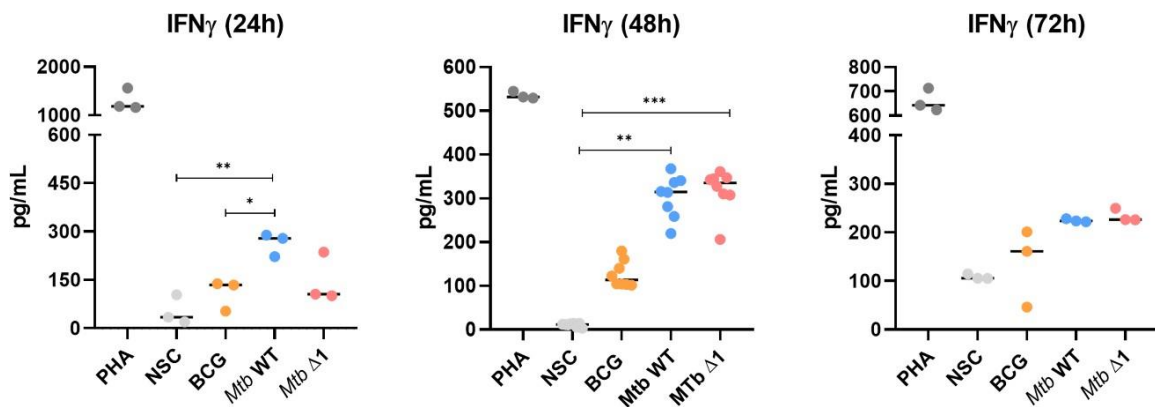 IFNγ (24h)
pg/mL
2000
1000
600
450
300
150
0
**
*
PHA
NSC
BCG
Mtb WT
Mtb Δ1
IFNγ (48h)
pg/mL
600
500
400
300
200
100
0
***
**
PHA
NSC
BCG
Mtb WT
MTb Δ1
IFNγ (72h)
pg/mL
800
700
600
400
300
200
100
0
PHA
NSC
BCG
Mtb WT
Mtb Δ1